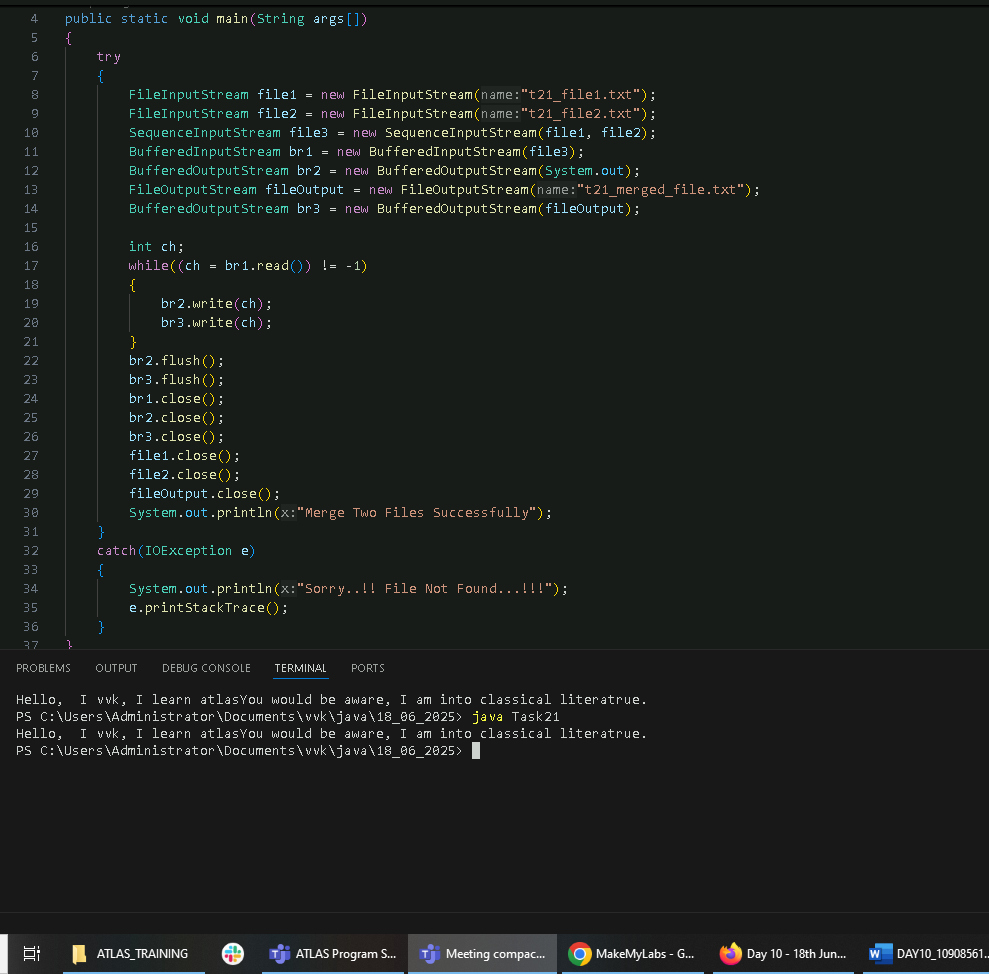 4 public static void main(String args[])
5 {
6 try
7 {
8 FileInputStream file1 = new FileInputStream(name:"t21_file1.txt");
9 FileInputStream file2 = new FileInputStream(name:"t21_file2.txt");
10 SequenceInputStream file3 = new SequenceInputStream(file1, file2);
11 BufferedInputStream br1 = new BufferedInputStream(file3);
12 BufferedOutputStream br2 = new BufferedOutputStream(System.out);
13 FileOutputStream fileOutput = new FileOutputStream(name:"t21_merged_file.txt");
14 BufferedOutputStream br3 = new BufferedOutputStream(fileOutput);
15
16 int ch;
17 while((ch = br1.read()) != -1)
18 {
19 br2.write(ch);
20 br3.write(ch);
21 }
22 br2.flush();
23 br3.flush();
24 br1.close();
25 br2.close();
26 br3.close();
27 file1.close();
28 file2.close();
29 fileOutput.close();
30 System.out.println(x:"Merge Two Files Successfully");
31 }
32 catch(IOException e)
33 {
34 System.out.println(x:"Sorry..!! File Not Found...!!!");
35 e.printStackTrace();
36 }
37 }
PROBLEMS OUTPUT DEBUG CONSOLE TERMINAL PORTS
Hello,  I vvk, I learn atlasYou would be aware, I am into classical literatrue.
PS C:\Users\Administrator\Documents\vvk\java\18_06_2025> java Task21
Hello,  I vvk, I learn atlasYou would be aware, I am into classical literatrue.
PS C:\Users\Administrator\Documents\vvk\java\18_06_2025>
ATLAS_TRAINING ATLAS Program S... Meeting compac... MakeMyLabs - G... Day 10 - 18th Jun... DAY10_10908561...